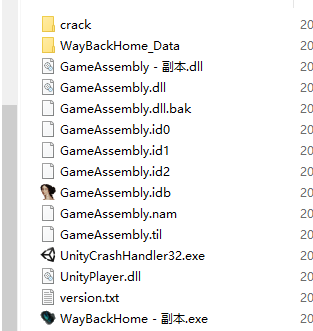 crack
20
WayBackHome_Data
20
GameAssembly - 副本.dll
20
GameAssembly.dll
20
GameAssembly.dll.bak
20
GameAssembly.id0
20
GameAssembly.id1
20
GameAssembly.id2
20
GameAssembly.idb
20
GameAssembly.nam
20
GameAssembly.til
20
UnityCrashHandler32.exe
20
UnityPlayer.dll
20
version.txt
20
WayBackHome - 副本.exe
20